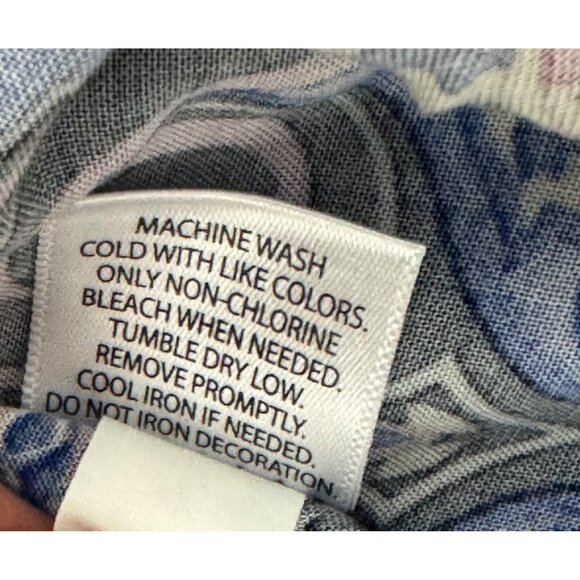 MACHINE WASH
COLD WITH LIKE COLORS.
ONLY NON-CHLORINE
BLEACH WHEN NEEDED.
TUMBLE DRY LOW.
REMOVE PROMPTLY.
COOL IRON IF NEEDED.
DO NOT IRON DECORATION.